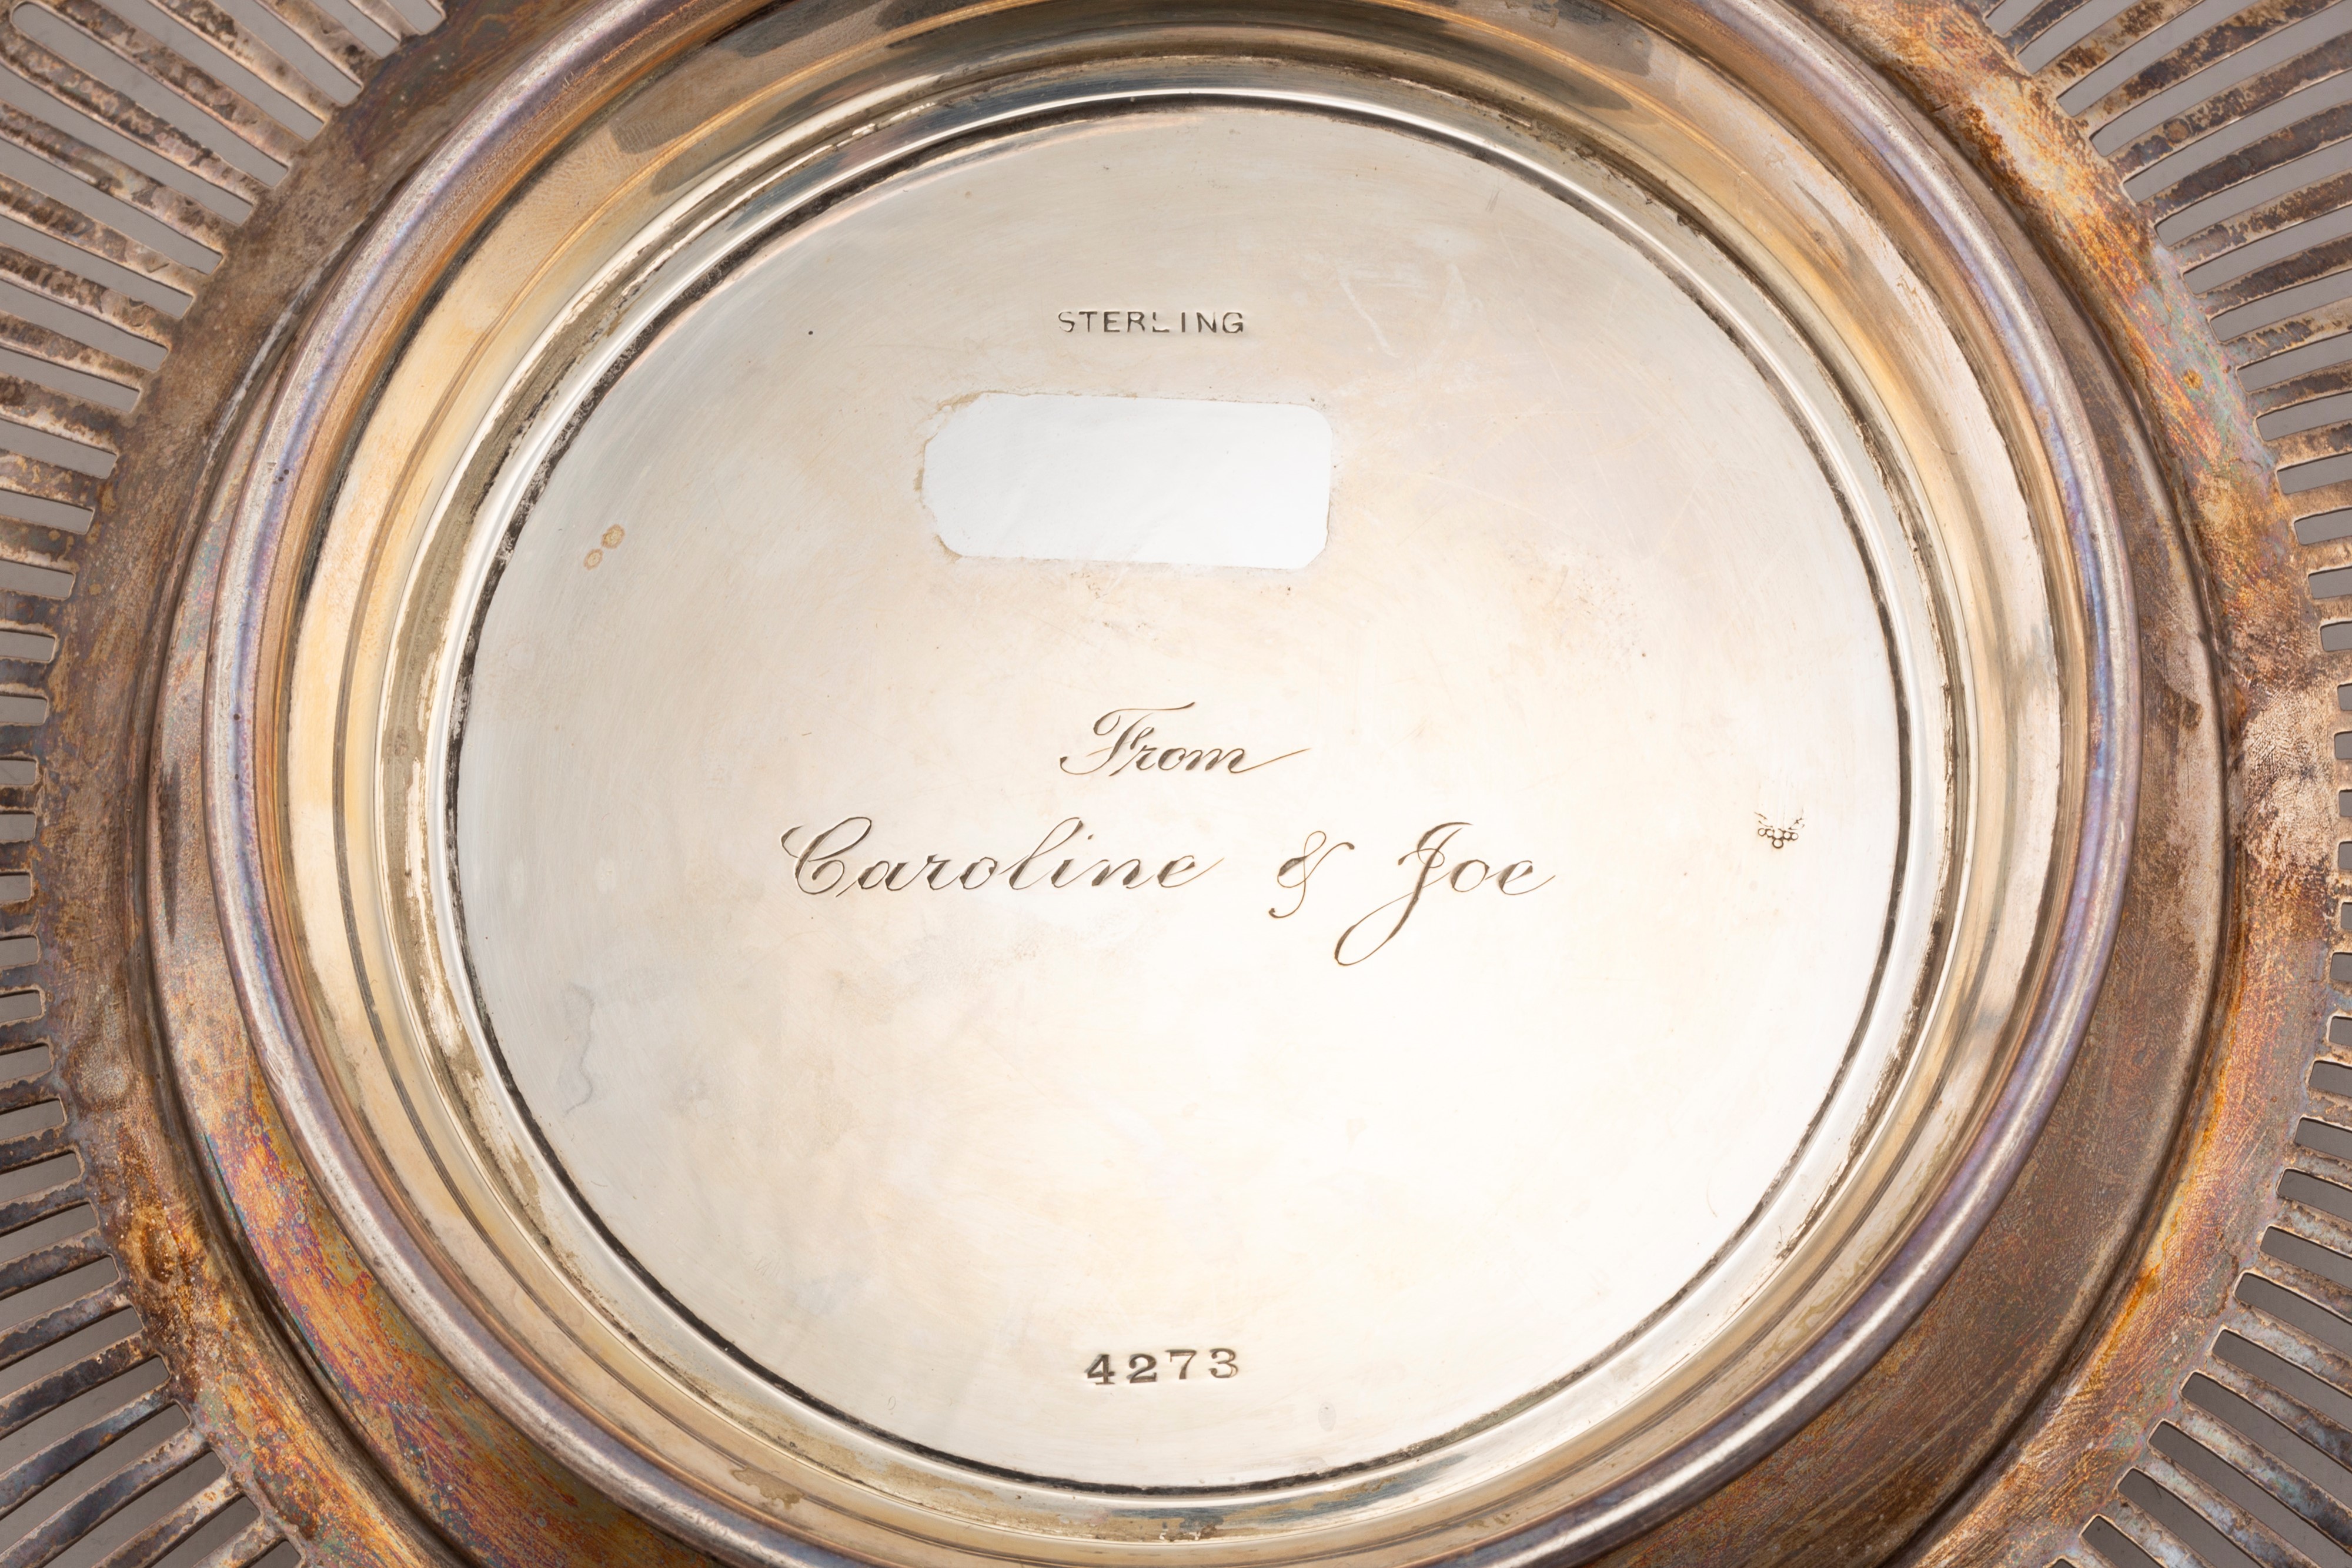 STERLING
From
Caroline & Joe
4273